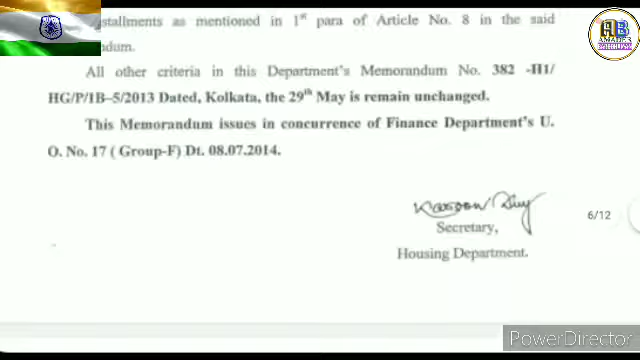 stallments as mentioned in 1st para of Article No. 8 in the said
ndum.
All other criteria in this Department's Memorandum No. 382 -H1/
HG/P/1B–5/2013 Dated, Kolkata, the 29th May is remain unchanged.
This Memorandum issues in concurrence of Finance Department's U.
O. No. 17 ( Group-F) Dt. 08.07.2014.
Secretary,
6/12
Housing Department.
PowerDirector